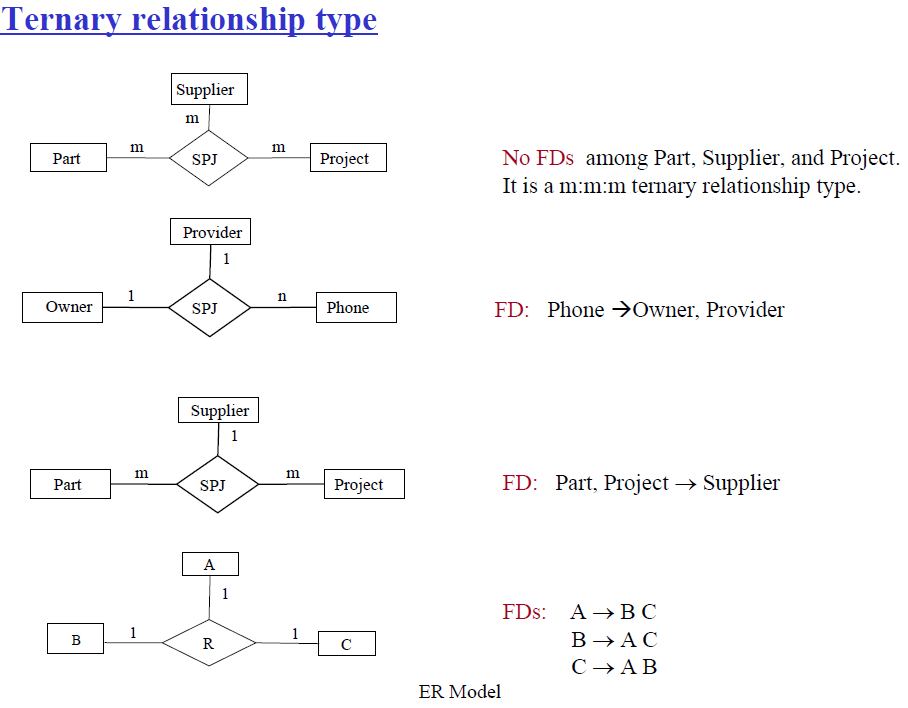 Ternary relationship type
Supplier
m
Part
m
SPJ
m
Project
No FDs among Part, Supplier, and Project.
It is a m:m:m ternary relationship type.
Provider
1
Owner
1
SPJ
n
Phone
FD: Phone →Owner, Provider
Supplier
1
Part
m
SPJ
m
Project
FD: Part, Project → Supplier
A
1
B
1
R
1
C
FDs: A → B C
B → A C
C → A B
ER Model